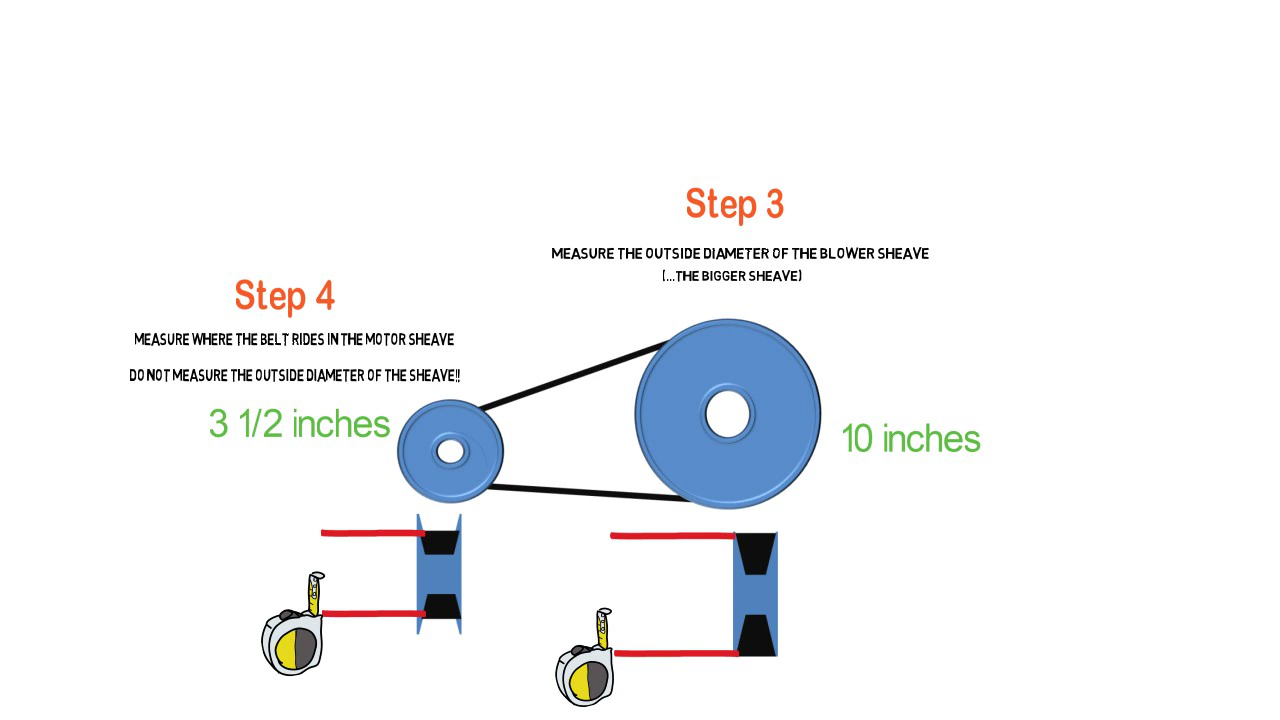 Step 3
MEASURE THE OUTSIDE DIAMETER OF THE BLOWER SHEAVE
(...THE BIGGER SHEAVE)
Step 4
MEASURE WHERE THE BELT RIDES IN THE MOTOR SHEAVE
DO NOT MEASURE THE OUTSIDE DIAMETER OF THE SHEAVE!!
3 1/2 inches
10 inches